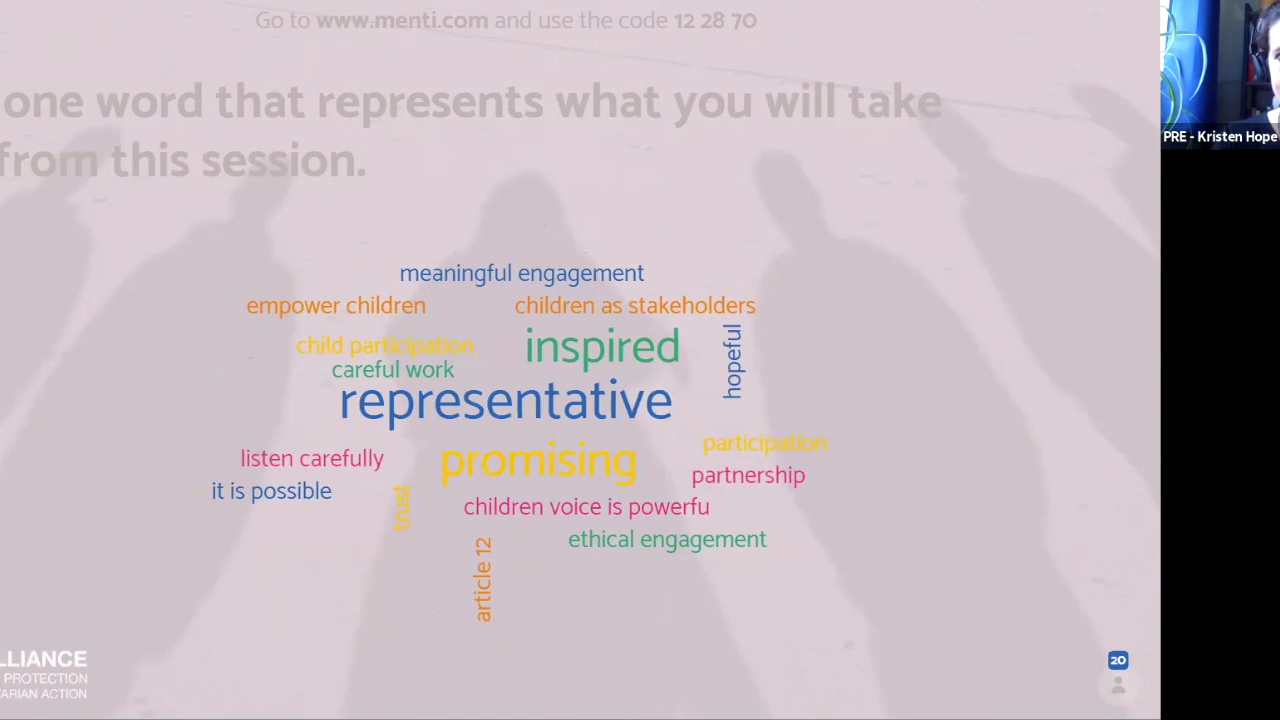 Go to www.menti.com and use the code 12 28 70
one word that represents what you will take
from this session.
PRE - Kristen Hope
meaningful engagement
empower children
children as stakeholders
child participation
inspired
hopeful
careful work
representative
listen carefully
promising
participation
partnership
it is possible
trust
children voice is powerfu
ethical engagement
article 12
LLIANCE
PROTECTION
TARIAN ACTION
20